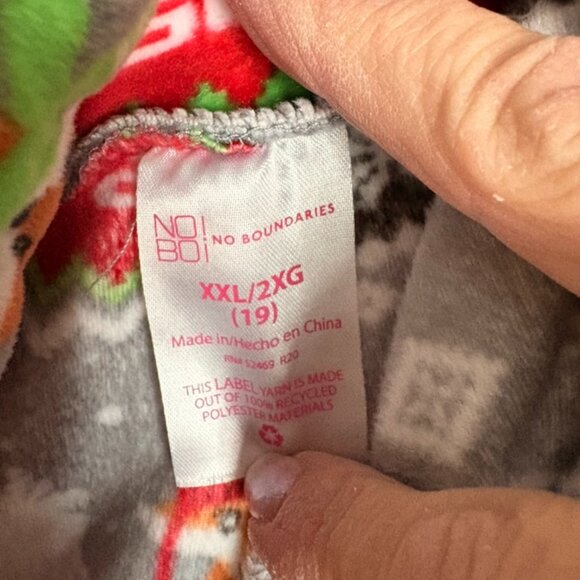 NO
BO
NO BOUNDARIES
XXL/2XG
(19)
Made in/Hecho en China
RN# 52469 R20
THIS LABEL YARN IS MADE
OUT OF 100% RECYCLED
POLYESTER MATERIALS